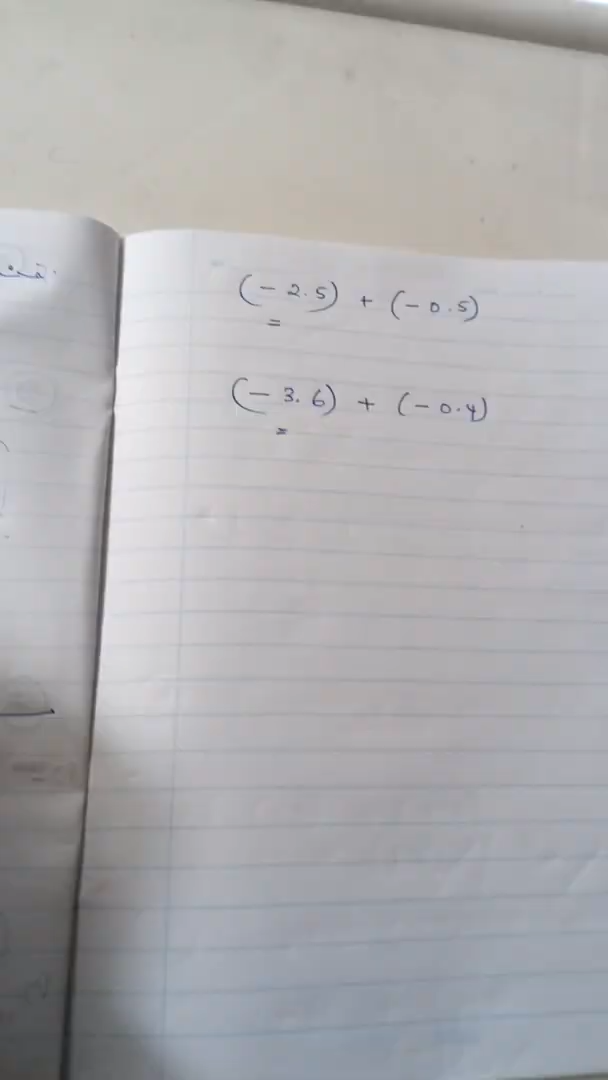 (- 2.5) + (- 0.5)
=
(- 3.6) + (- 0.4)
=